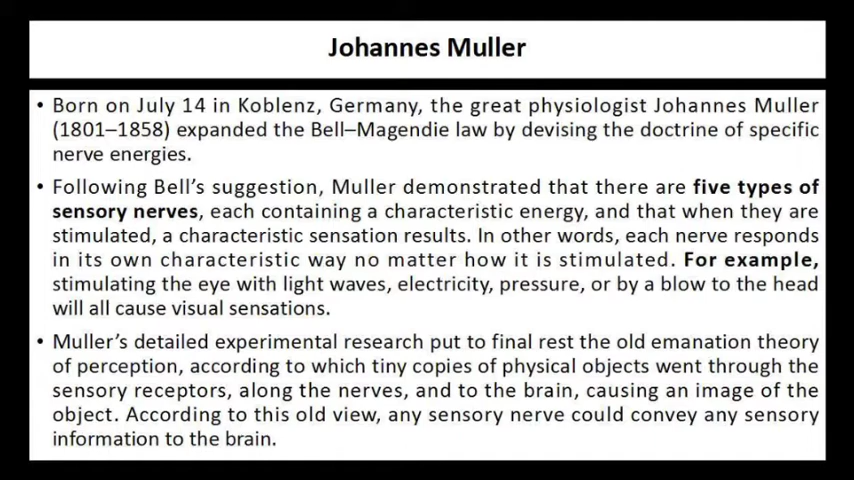 Johannes Muller
• Born on July 14 in Koblenz, Germany, the great physiologist Johannes Muller
(1801–1858) expanded the Bell–Magendie law by devising the doctrine of specific
nerve energies.
• Following Bell's suggestion, Muller demonstrated that there are five types of
sensory nerves, each containing a characteristic energy, and that when they are
stimulated, a characteristic sensation results. In other words, each nerve responds
in its own characteristic way no matter how it is stimulated. For example,
stimulating the eye with light waves, electricity, pressure, or by a blow to the head
will all cause visual sensations.
• Muller's detailed experimental research put to final rest the old emanation theory
of perception, according to which tiny copies of physical objects went through the
sensory receptors, along the nerves, and to the brain, causing an image of the
object. According to this old view, any sensory nerve could convey any sensory
information to the brain.